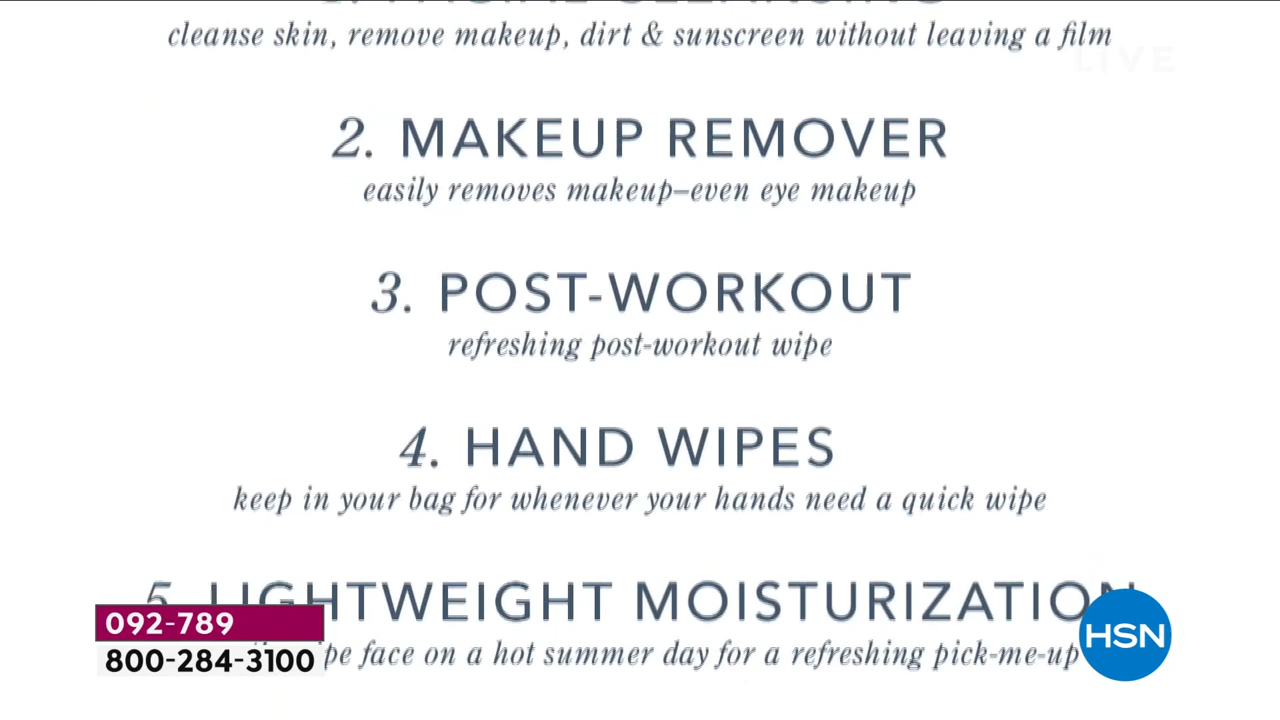 cleanse skin, remove makeup, dirt & sunscreen without leaving a film
LIVE
2. MAKEUP REMOVER
easily removes makeup–even eye makeup
3. POST-WORKOUT
refreshing post-workout wipe
4. HAND WIPES
keep in your bag for whenever your hands need a quick wipe
5. LIGHTWEIGHT MOISTURIZATION
face on a hot summer day for a refreshing pick-me-up
092-789
800-284-3100
HSN